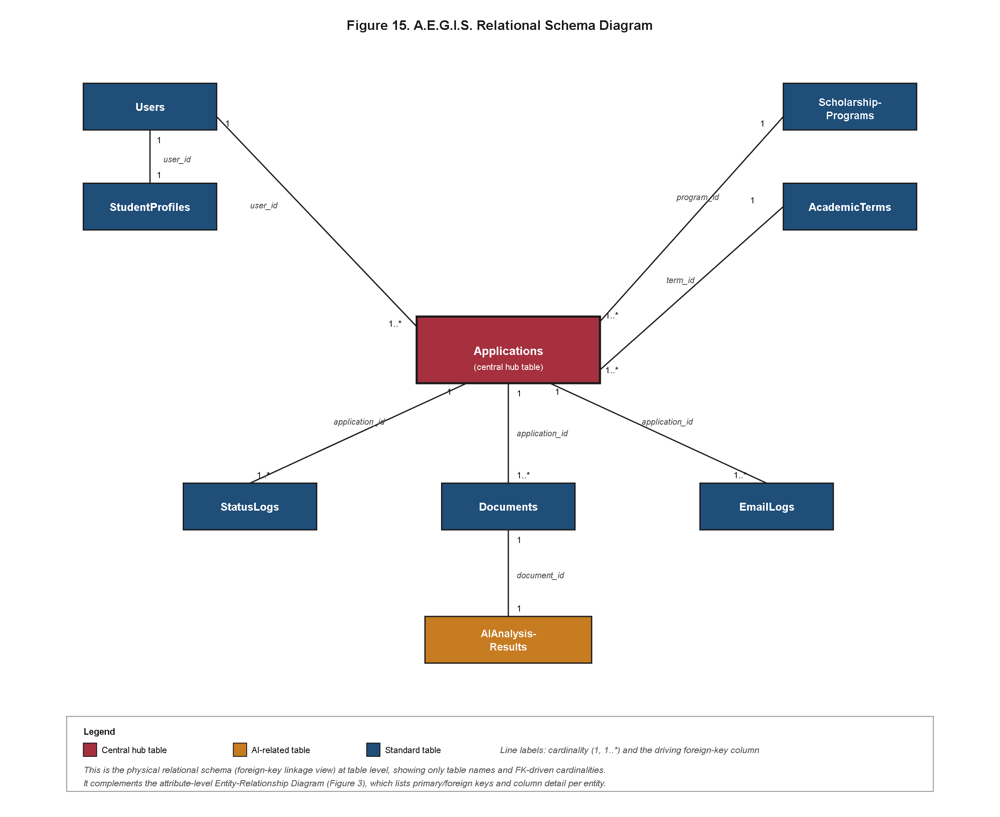 Figure 15. A.E.G.I.S. Relational Schema Diagram
Users
Scholarship-
Programs
1
1
1
user_id
1
StudentProfiles
AcademicTerms
user_id
program_id
1
term_id
1..*
1..*
Applications
(central hub table)
1..*
1
1
1
application_id
application_id
application_id
1..*
1..*
1..*
StatusLogs
Documents
EmailLogs
1
document_id
1
AIAnalysis-
Results
Legend
Central hub table
AI-related table
Standard table
Line labels: cardinality (1, 1..*) and the driving foreign-key column
This is the physical relational schema (foreign-key linkage view) at table level, showing only table names and FK-driven cardinalities.
It complements the attribute-level Entity-Relationship Diagram (Figure 3), which lists primary/foreign keys and column detail per entity.